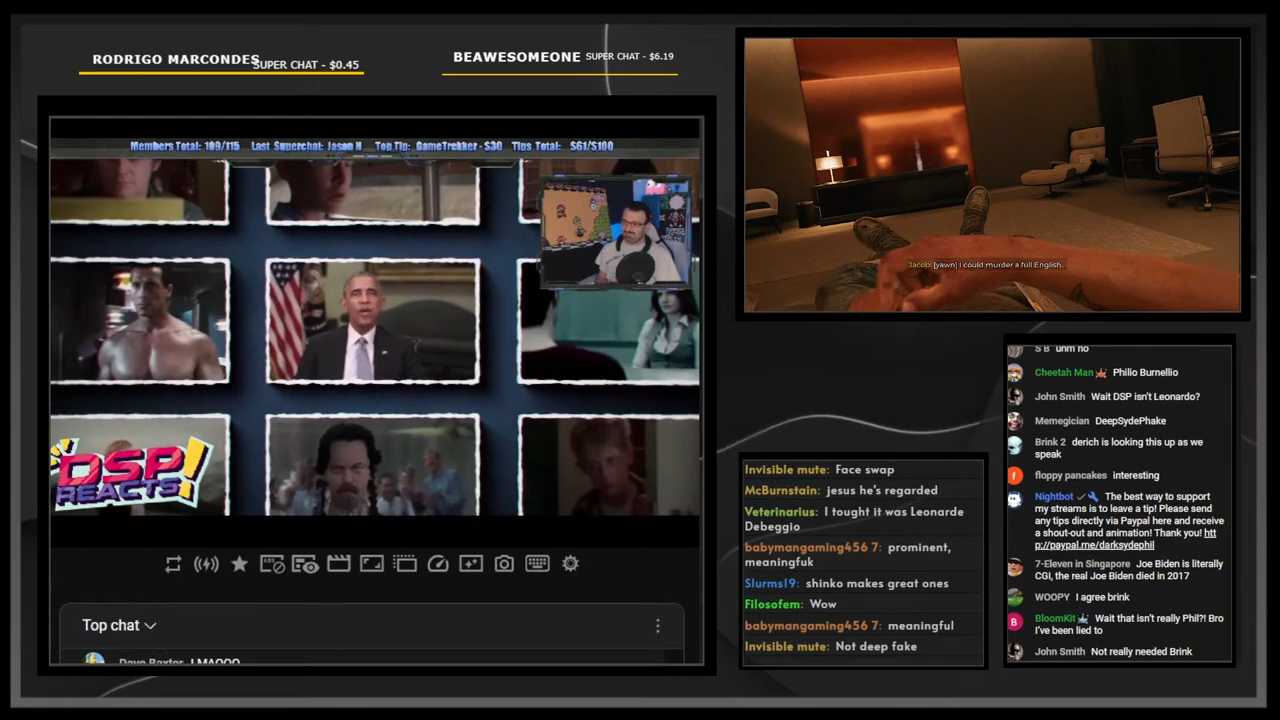 RODRIGO MARCONDES SUPER CHAT - $0.45
BEAWESOMEONE SUPER CHAT - $6.19
Members Total: 109/115 Last Superchat: Jason H Top Tip: GameTrekker - $30 Tips Total: $61/$100
DSP
REACTS!
Top chat
Dave Baxter LMAOOO
Jacob: [yawn] I could murder a full English..
Invisible mute: Face swap
McBurnstain: jesus he's regarded
Veterinarius: I tought it was Leonarde
Debeggio
babymangaming456 7: prominent,
meaningfuk
Slurms19: shinko makes great ones
Filosofem: Wow
babymangaming456 7: meaningful
Invisible mute: Not deep fake
S B unm no
Cheetah Man Philio Burnellio
John Smith Wait DSP isn't Leonardo?
Memegician DeepSydePhake
Brink 2 derich is looking this up as we
speak
floppy pancakes interesting
Nightbot The best way to support
my streams is to leave a tip! Please send
any tips directly via Paypal here and receive
a shout-out and animation! Thank you! htt
p://paypal.me/darksydephil
7-Eleven in Singapore Joe Biden is literally
CGI, the real Joe Biden died in 2017
WOOPY I agree brink
B
BloomKit Wait that isn't really Phil?! Bro
I've been lied to
John Smith Not really needed Brink